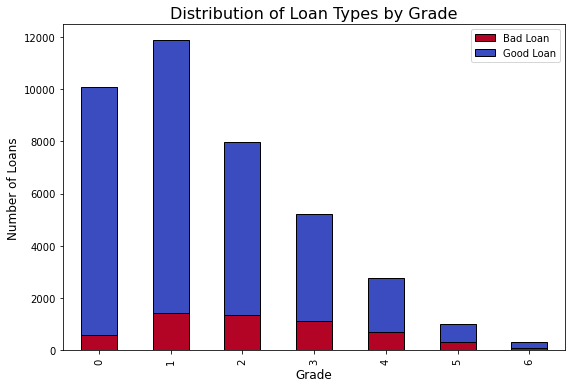 Distribution of Loan Types by Grade
Bad Loan
Good Loan
12000
10000
8000
6000
4000
2000
0
Number of Loans
0 1 2 3 4 5 6
Grade